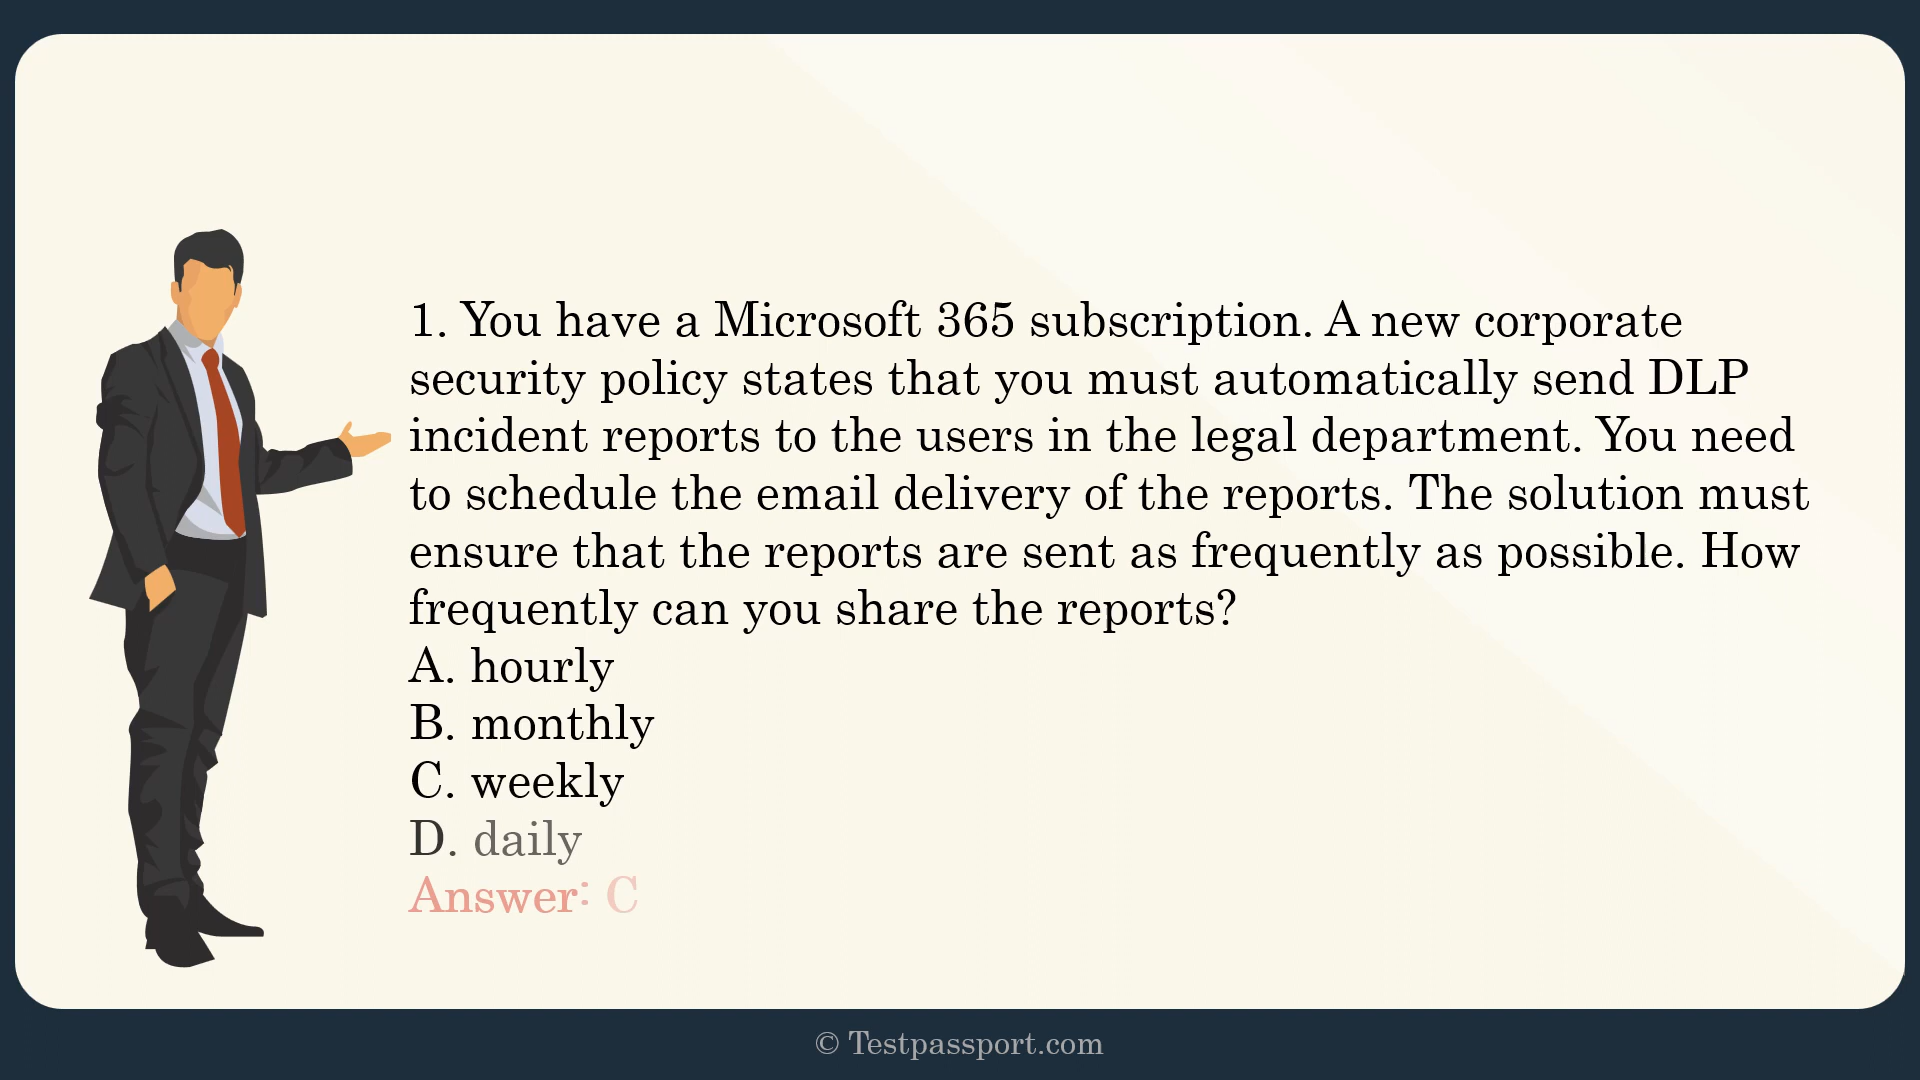 1. You have a Microsoft 365 subscription. A new corporate
security policy states that you must automatically send DLP
incident reports to the users in the legal department. You need
to schedule the email delivery of the reports. The solution must
ensure that the reports are sent as frequently as possible. How
frequently can you share the reports?
A. hourly
B. monthly
C. weekly
D. daily
Answer: C
© Testpassport.com